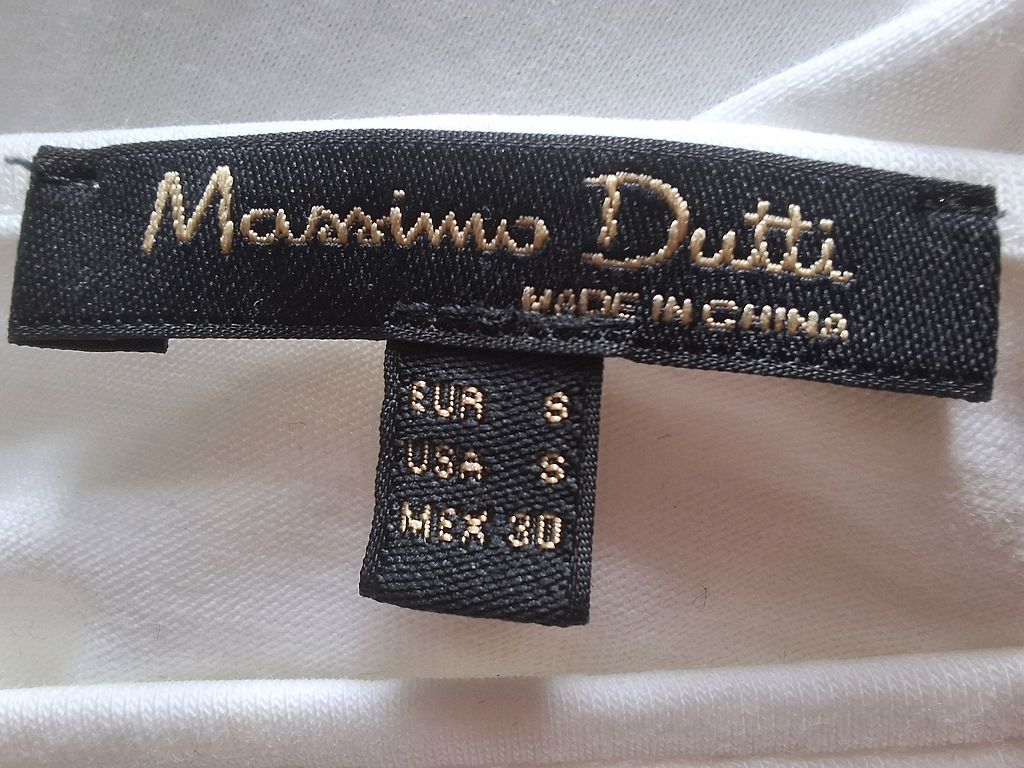 Massimo Dutti
MADE IN CHINA
EUR S
USA S
MEX 30